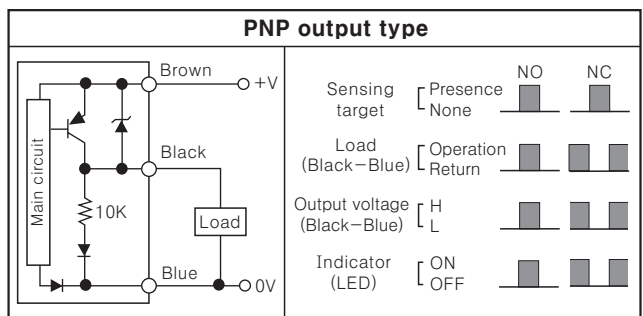 PNP output type
Main circuit
Brown
+V
Black
10K
Load
Blue
0V
NO NC
Sensing target
Presence
None
Load (Black-Blue)
Operation
Return
Output voltage (Black-Blue)
H
L
Indicator (LED)
ON
OFF